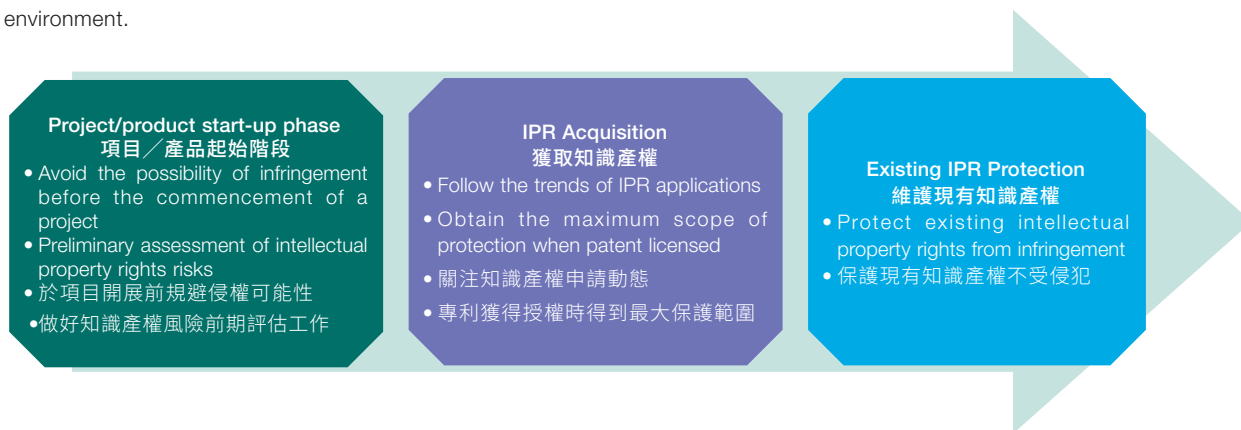 environment.
Project/product start-up phase
項目／產品起始階段
• Avoid the possibility of infringement
before the commencement of a
project
• Preliminary assessment of intellectual
property rights risks
• 於項目開展前規避侵權可能性
•做好知識產權風險前期評估工作
IPR Acquisition
獲取知識產權
• Follow the trends of IPR applications
• Obtain the maximum scope of
protection when patent licensed
• 關注知識產權申請動態
• 專利獲得授權時得到最大保護範圍
Existing IPR Protection
維護現有知識產權
• Protect existing intellectual
property rights from infringement
• 保護現有知識產權不受侵犯